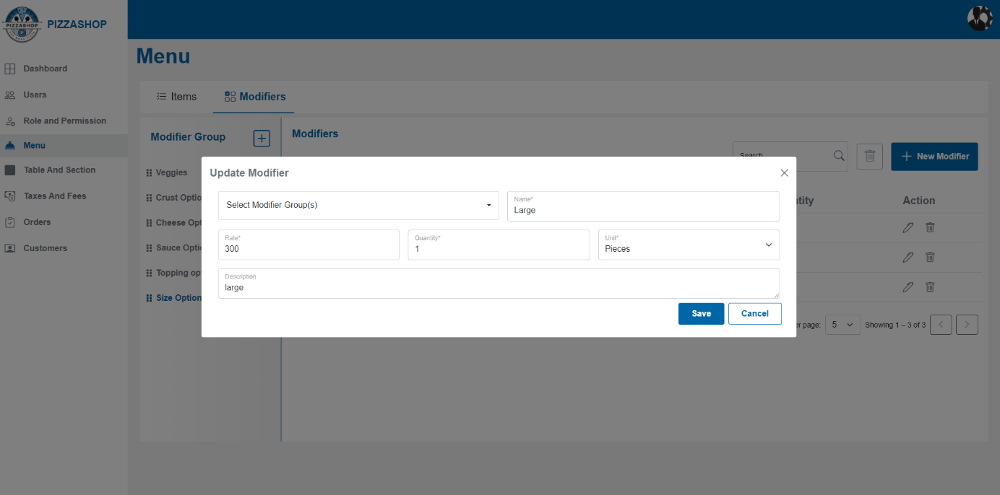 PIZZASHOP
PIZZASHOP
Menu
Dashboard
Users
Role and Permission
Menu
Table And Section
Taxes And Fees
Orders
Customers
Items
Modifiers
Modifier Group
Modifiers
Search
New Modifier
Veggies
Crust Optio
Cheese Opt
Sauce Optio
Topping op
Size Option
ntity
Action
Update Modifier
Select Modifier Group(s)
Name*
Large
Rate*
300
Quantity*
1
Unit*
Pieces
Description
large
Save
Cancel
er page:
5
Showing 1 – 3 of 3